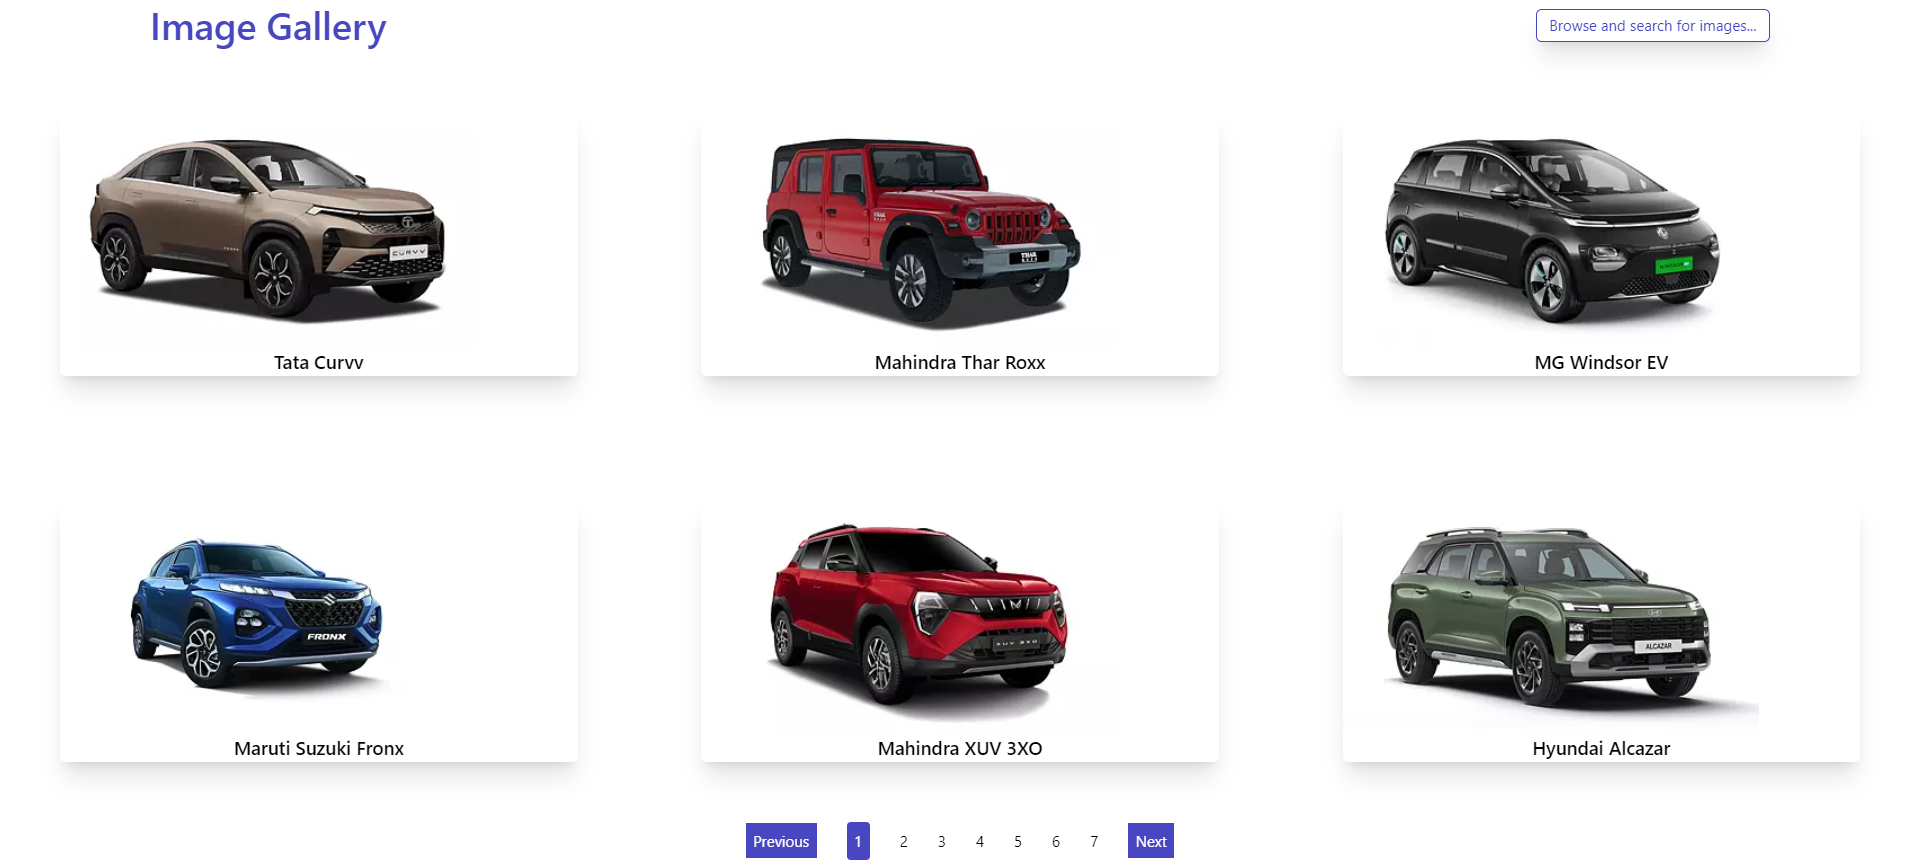 Image Gallery
Browse and search for images...
CURVV
THAR
ROXX
Tata Curvv
Mahindra Thar Roxx
MG Windsor EV
FRONX
XUV 3XO
ALCAZAR
Maruti Suzuki Fronx
Mahindra XUV 3XO
Hyundai Alcazar
Previous 1 2 3 4 5 6 7 Next